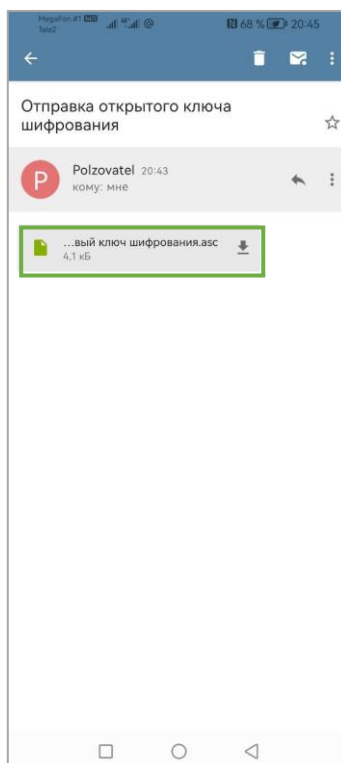 MegaFon #1 HD
Tele2
68 % 20:45
Отправка открытого ключа
шифрования
P
Polzovatel 20:43
кому: мне
...вый ключ шифрования.asc
4,1 кБ